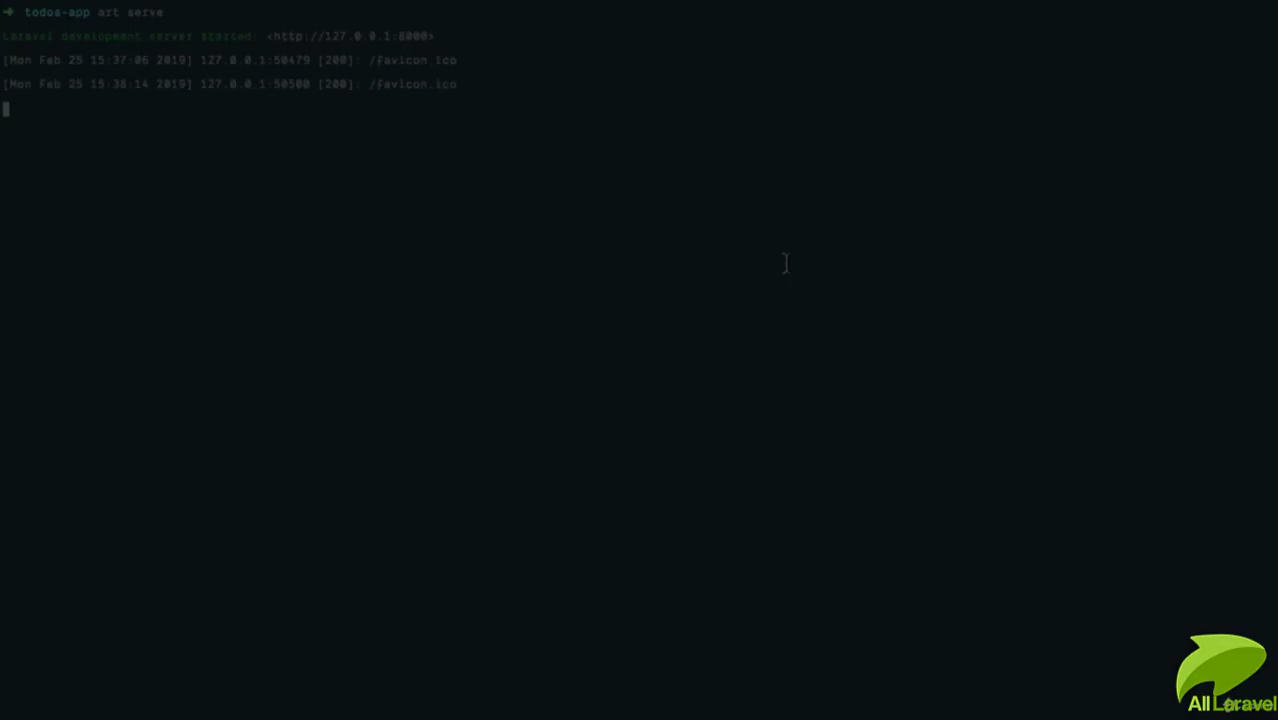 ➜ todos-app art serve
Laravel development server started: <http://127.0.0.1:8000>
[Mon Feb 25 15:37:06 2019] 127.0.0.1:50479 [200]: /favicon.ico
[Mon Feb 25 15:38:14 2019] 127.0.0.1:50500 [200]: /favicon.ico
All Laravel